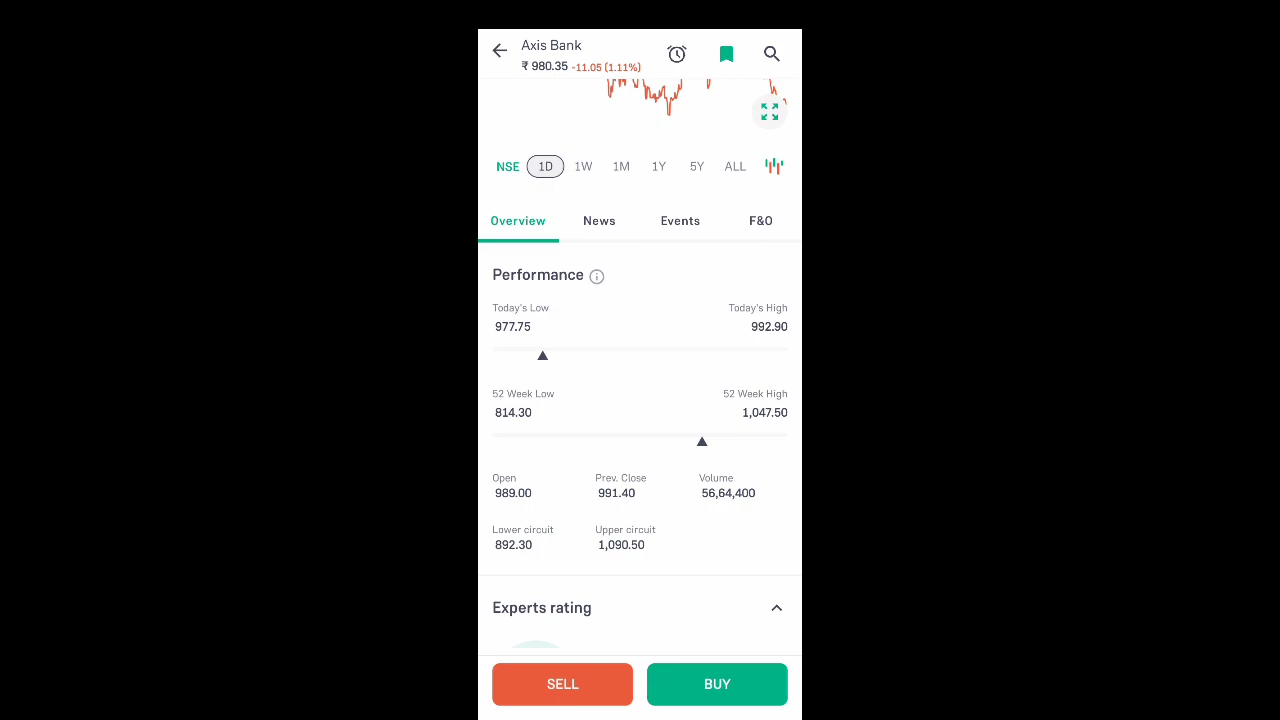 Axis Bank
₹ 980.35 -11.05 (1.11%)
NSE 1D 1W 1M 1Y 5Y ALL
Overview News Events F&O
Performance
Today's Low Today's High
977.75 992.90
52 Week Low 52 Week High
814.30 1,047.50
Open Prev. Close Volume
989.00 991.40 56,64,400
Lower circuit Upper circuit
892.30 1,090.50
Experts rating
SELL BUY